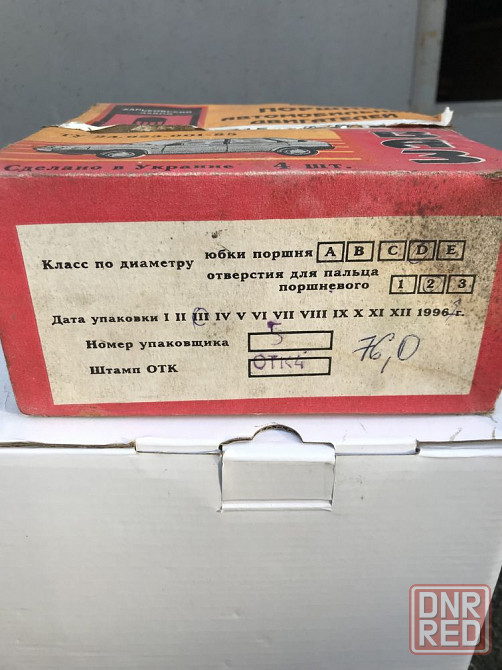 ХАРЬКОВСКИЙ
АВТОМОБ
Сделано в Украине 4 шт.
Класс по диаметру юбки поршня A B C D E
отверстия для пальца
поршневого 1 2 3
Дата упаковки I II III IV V VI VII VIII IX X XI XII 1996 г.
Номер упаковщика 5
Штамп ОТК ОТК4
76,0
DNR
RED